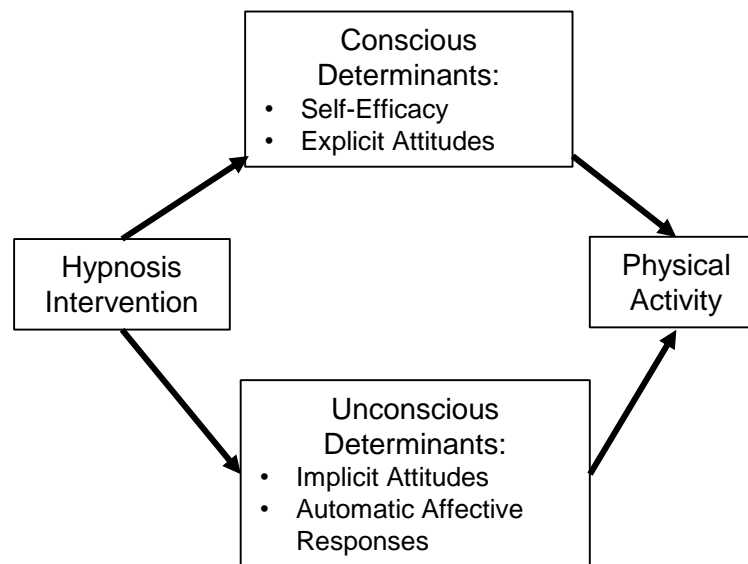 Conscious
Determinants:
• Self-Efficacy
• Explicit Attitudes
Hypnosis
Intervention
Physical
Activity
Unconscious
Determinants:
• Implicit Attitudes
• Automatic Affective
Responses